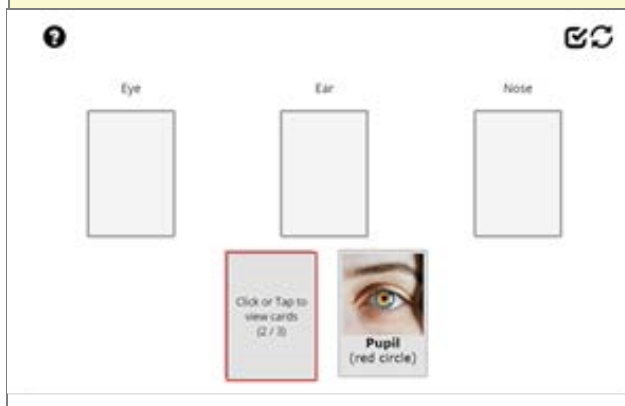 ?
Eye
Ear
Nose
Click or Tap to
view cards
(2 / 3)
Pupil
(red circle)